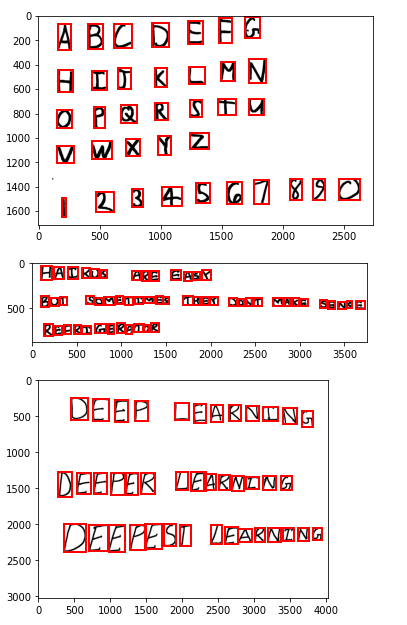 0
200 A B C D E F G
400
H I J K L M N
600
800 O P Q R S T U
1000
V W X Y Z
1200
1400
1 2 3 4 5 6 7 8 9 0
1600
0 500 1000 1500 2000 2500
0
HAIKUS ARE EASY
BUT SOMETIMES THEY DONT MAKE SENSE
500
REFRIGERATOR
0 500 1000 1500 2000 2500 3000 3500
0
DEEP LEARNING
500
1000
DEEPER LEARNING
1500
2000
DEEPEST LEARNING
2500
3000
0 500 1000 1500 2000 2500 3000 3500 4000